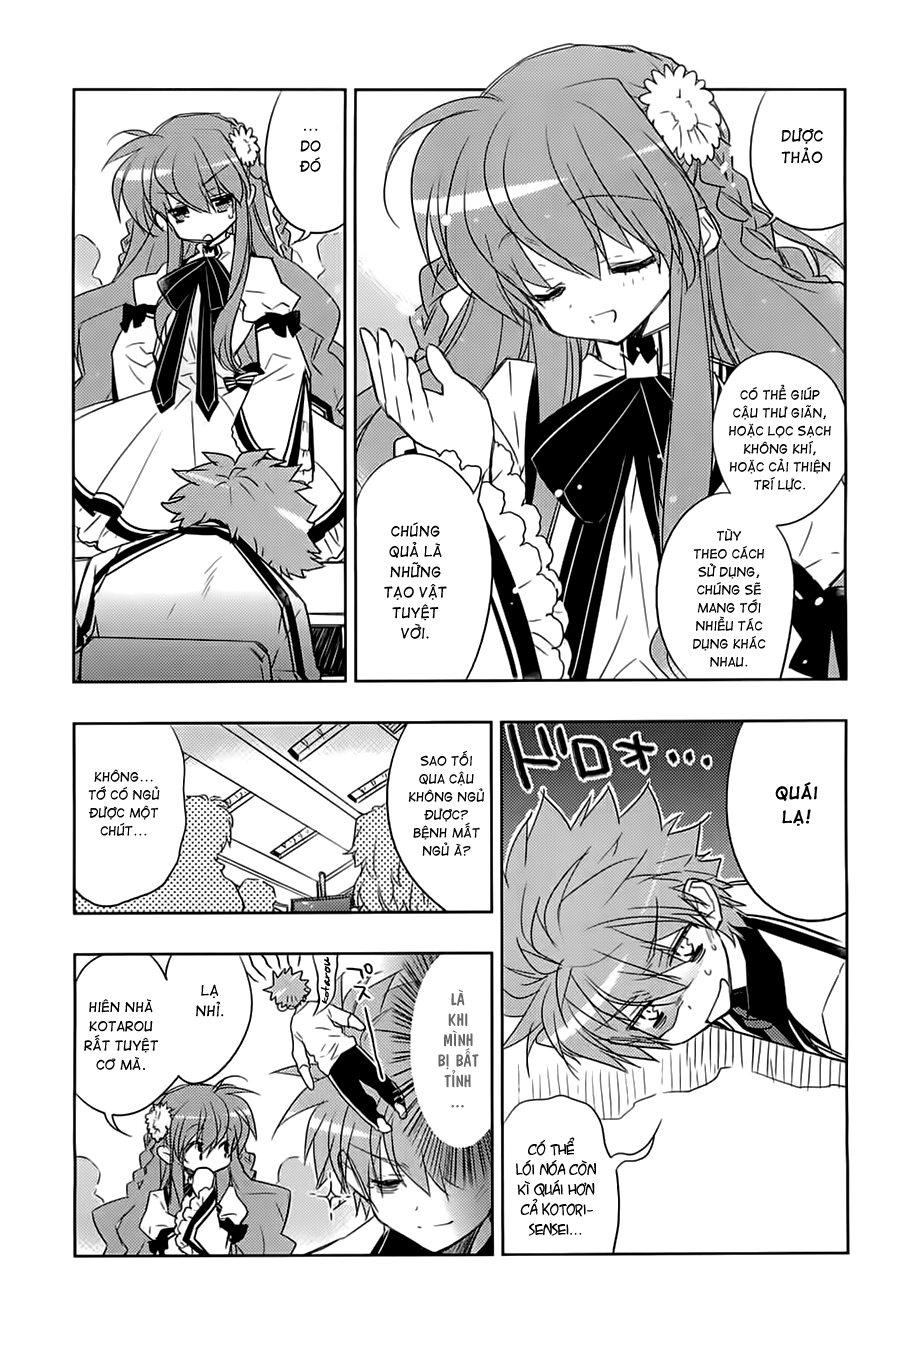 DƯỢC
THẢO
CÓ THỂ GIÚP
CẬU THƯ GIÃN,
HOẶC LỌC SẠCH
KHÔNG KHÍ,
HOẶC CẢI THIỆN
TRÍ LỰC.
TÙY
THEO CÁCH
SỬ DỤNG,
CHÚNG SẼ
MANG TỚI
NHIỀU TÁC
DỤNG KHÁC
NHAU.
CHÚNG
QUẢ LÀ
NHỮNG
TẠO VẬT
TUYỆT
VỜI.
...
DO
ĐÓ
ドロォ...
QUÁI
LẠ!
CÓ THỂ
LÓI NÓA CÒN
KÌ QUÁI HƠN
CẢ KOTORI-
SENSEI...
SAO TỐI
QUA CẬU
KHÔNG NGỦ
ĐƯỢC?
BỆNH MẤT
NGỦ À?
KHÔNG...
TỚ CÓ NGỦ
ĐƯỢC MỘT
CHÚT...
LÀ
KHI
MÌNH
BỊ BẤT
TỈNH
...
kotarou
LẠ
NHỈ.
HIÊN NHÀ
KOTAROU
RẤT TUYỆT
CƠ MÀ.